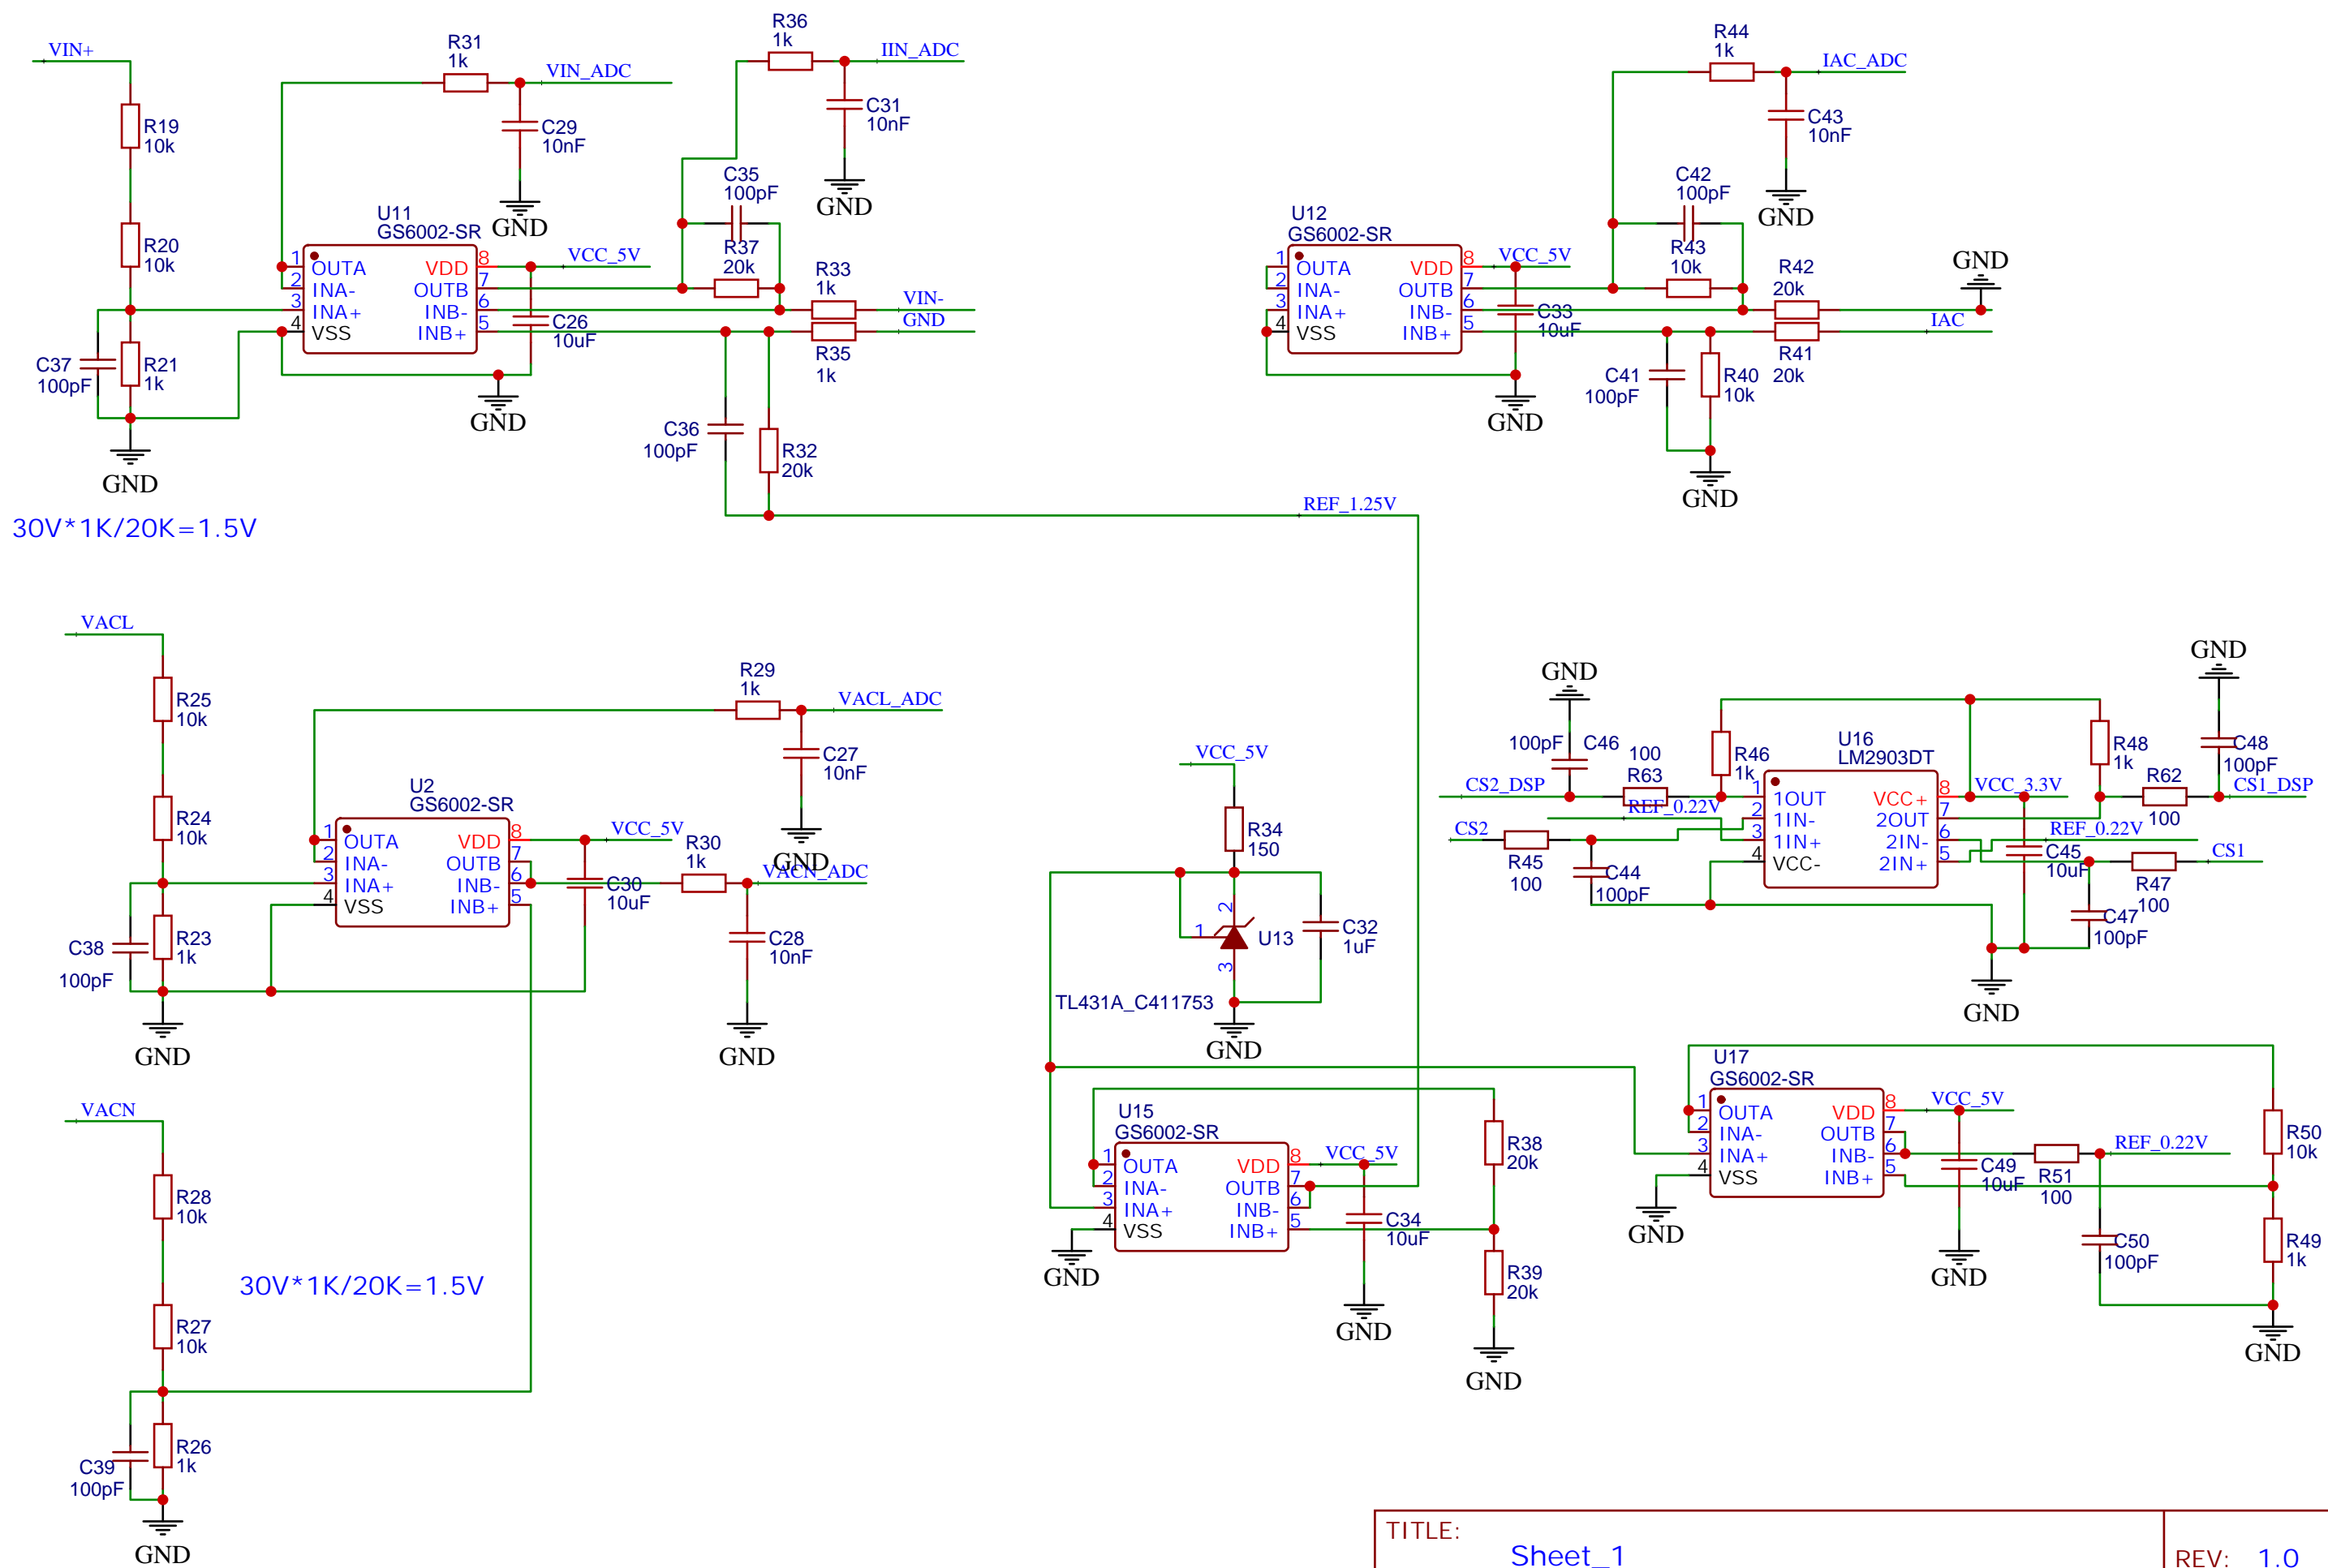 VIN+
R19
10k
R20
10k
C37
100pF
R21
1k
GND
30V*1K/20K=1.5V
R31
1k
VIN_ADC
C29
10nF
GND
U11
GS6002-SR
1 OUTA
2 INA-
3 INA+
4 VSS
VDD 8
OUTB 7
INB- 6
INB+ 5
VCC_5V
C26
10uF
GND
R36
1k
IIN_ADC
C31
10nF
GND
C35
100pF
R37
20k
R33
1k
VIN-
GND
R35
1k
C36
100pF
R32
20k
REF_1.25V
U12
GS6002-SR
1 OUTA
2 INA-
3 INA+
4 VSS
VDD 8
OUTB 7
INB- 6
INB+ 5
VCC_5V
C33
10uF
GND
R44
1k
IAC_ADC
C43
10nF
GND
C42
100pF
R43
10k
R42
20k
GND
IAC
R41
20k
C41
100pF
R40
10k
GND
VACL
R25
10k
R24
10k
C38
100pF
R23
1k
GND
U2
GS6002-SR
1 OUTA
2 INA-
3 INA+
4 VSS
VDD 8
OUTB 7
INB- 6
INB+ 5
VCC_5V
C30
10uF
R29
1k
VACL_ADC
C27
10nF
GND
R30
1k
VACN_ADC
C28
10nF
GND
VACN
R28
10k
R27
10k
30V*1K/20K=1.5V
C39
100pF
R26
1k
GND
VCC_5V
R34
150
2
1
3
U13
C32
1uF
TL431A_C411753
GND
U15
GS6002-SR
1 OUTA
2 INA-
3 INA+
4 VSS
VDD 8
OUTB 7
INB- 6
INB+ 5
GND
VCC_5V
C34
10uF
GND
R38
20k
R39
20k
GND
GND
100pF C46
100
R63
CS2_DSP
REF_0.22V
R46
1k
CS2
R45
100
C44
100pF
U16
LM2903DT
1 1OUT
2 1IN-
3 1IN+
4 VCC-
VCC+ 8
2OUT 7
2IN- 6
2IN+ 5
VCC_3.3V
R48
1k
GND
C48
100pF
R62
100
CS1_DSP
REF_0.22V
C45
10uF
CS1
R47
100
C47
100pF
GND
U17
GS6002-SR
1 OUTA
2 INA-
3 INA+
4 VSS
VDD 8
OUTB 7
INB- 6
INB+ 5
GND
VCC_5V
C49
10uF
GND
R51
100
REF_0.22V
C50
100pF
R50
10k
R49
1k
GND
TITLE:
Sheet_1
REV: 1.0